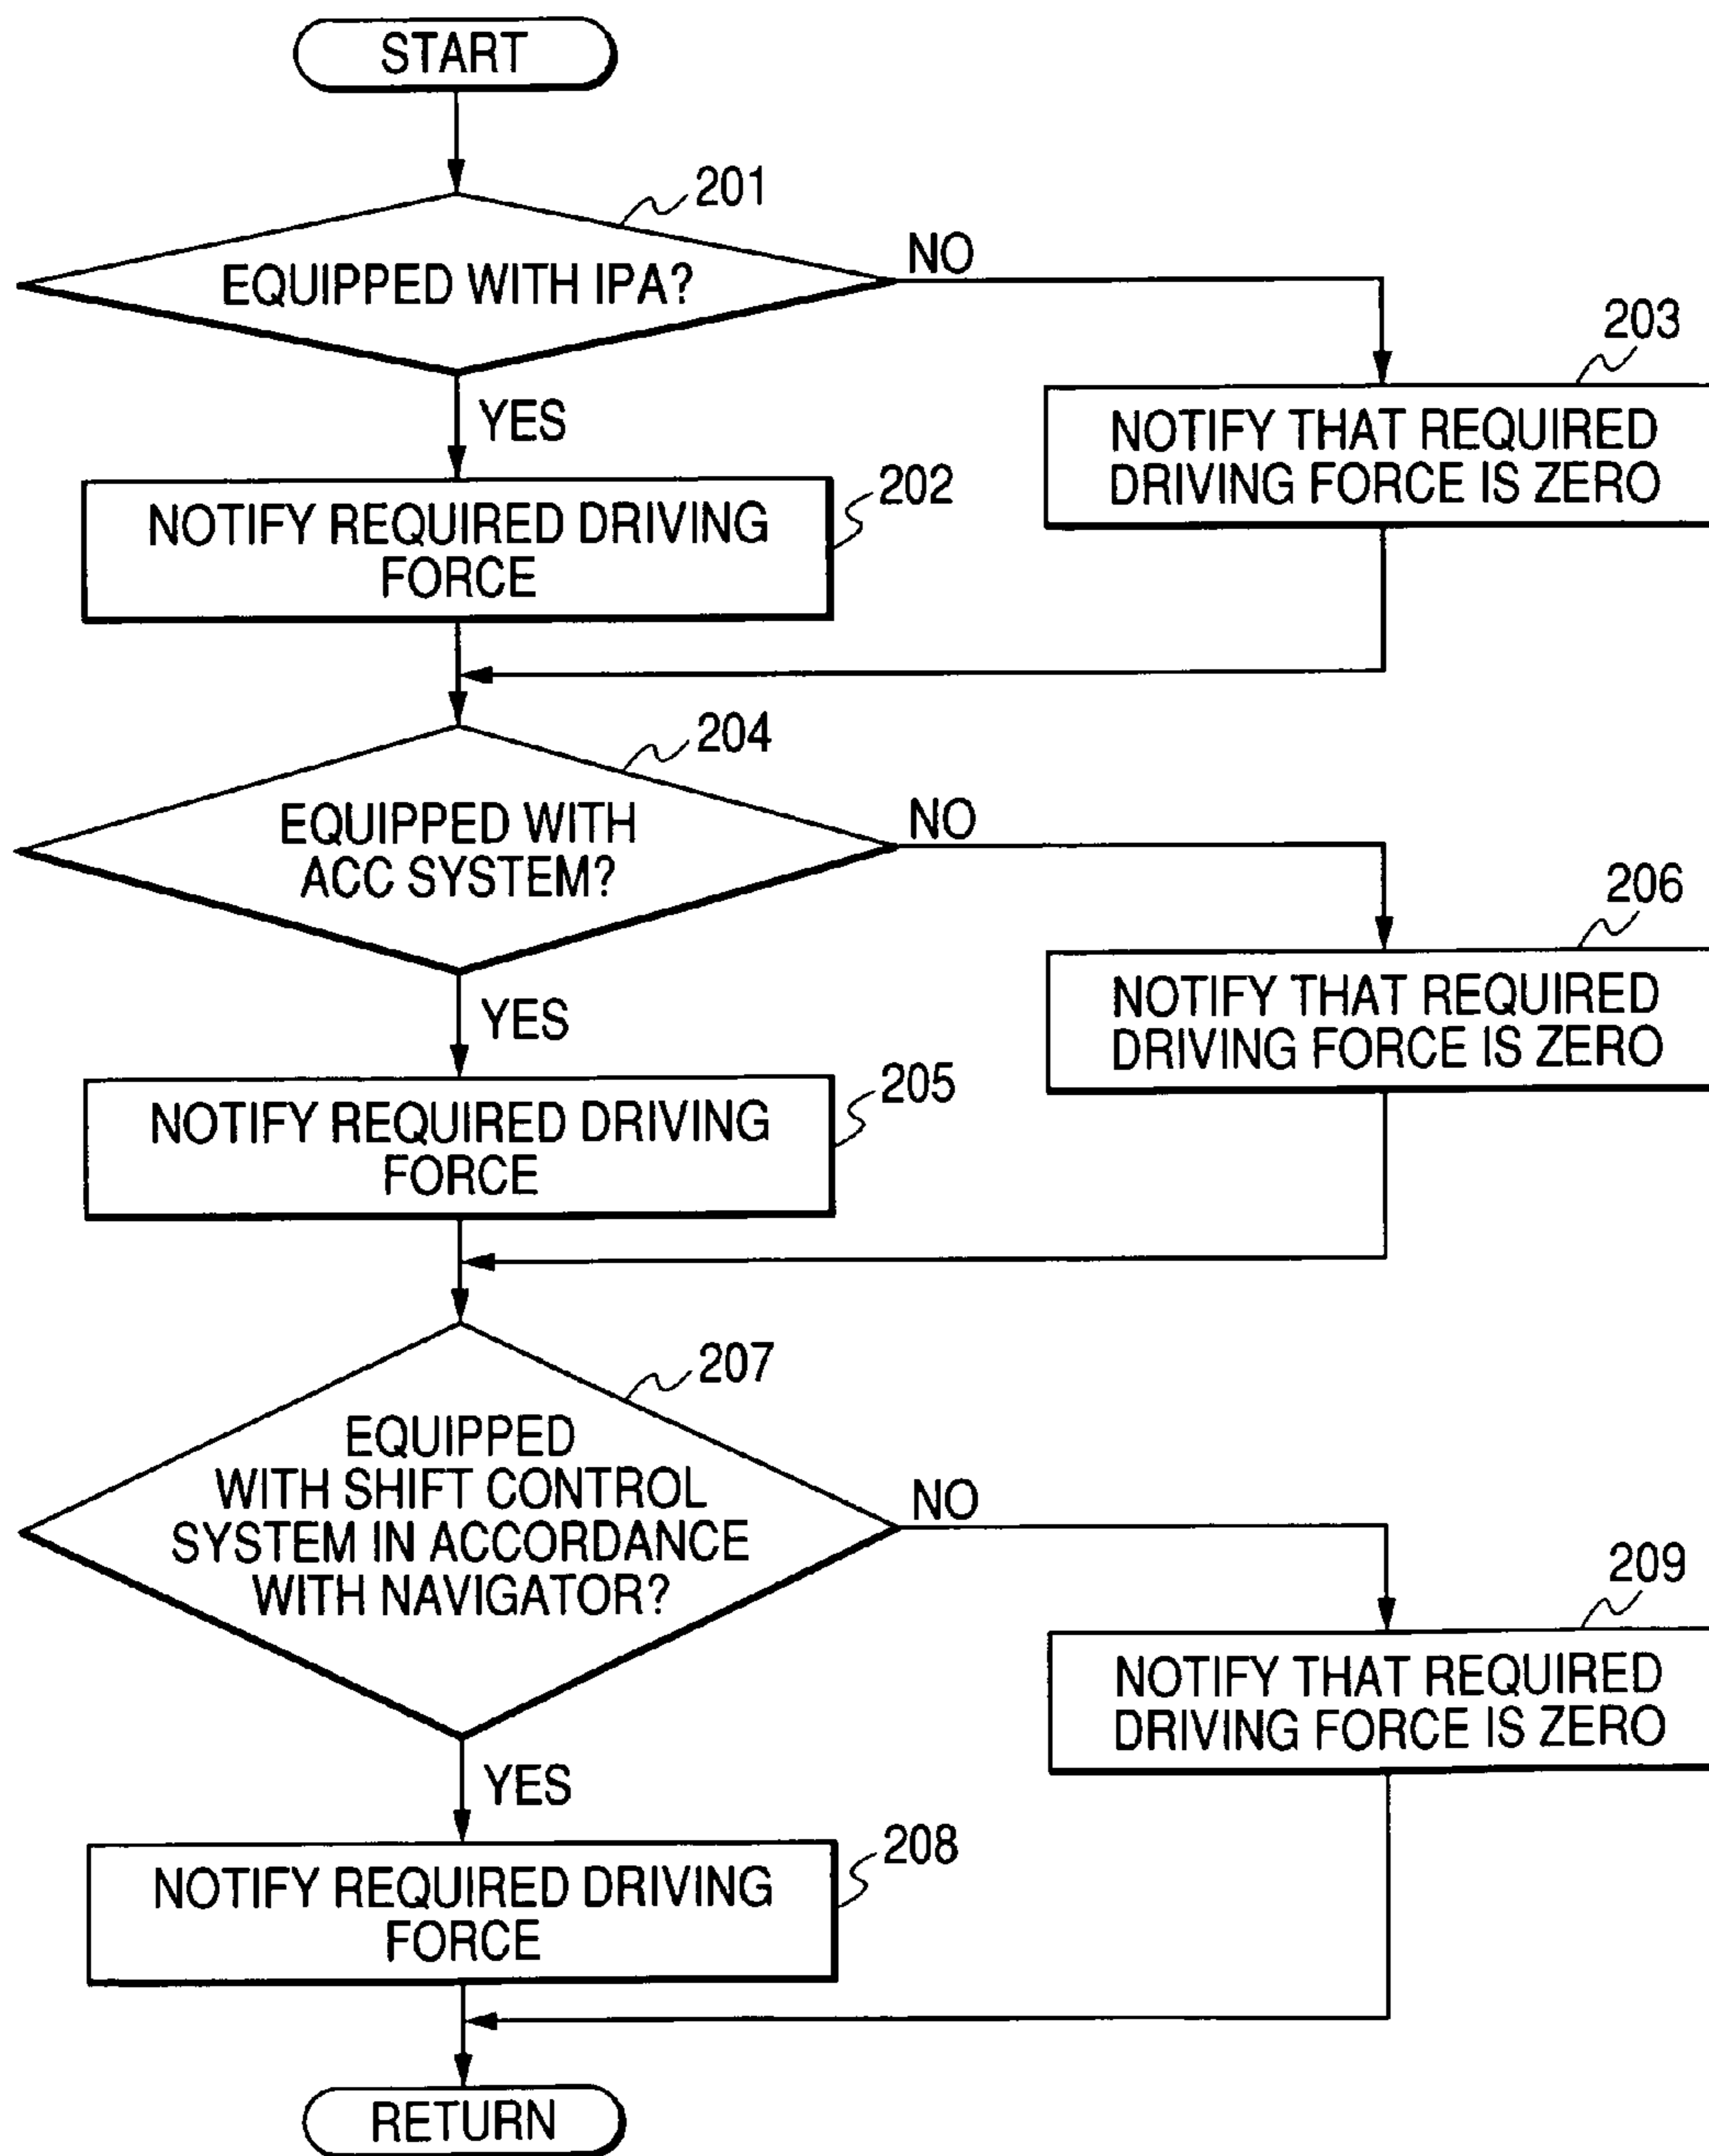 START
201
EQUIPPED WITH IPA?
NO
YES
203
NOTIFY THAT REQUIRED
DRIVING FORCE IS ZERO
202
NOTIFY REQUIRED DRIVING
FORCE
204
EQUIPPED WITH
ACC SYSTEM?
NO
YES
206
NOTIFY THAT REQUIRED
DRIVING FORCE IS ZERO
205
NOTIFY REQUIRED DRIVING
FORCE
207
EQUIPPED
WITH SHIFT CONTROL
SYSTEM IN ACCORDANCE
WITH NAVIGATOR?
NO
YES
209
NOTIFY THAT REQUIRED
DRIVING FORCE IS ZERO
208
NOTIFY REQUIRED DRIVING
FORCE
RETURN